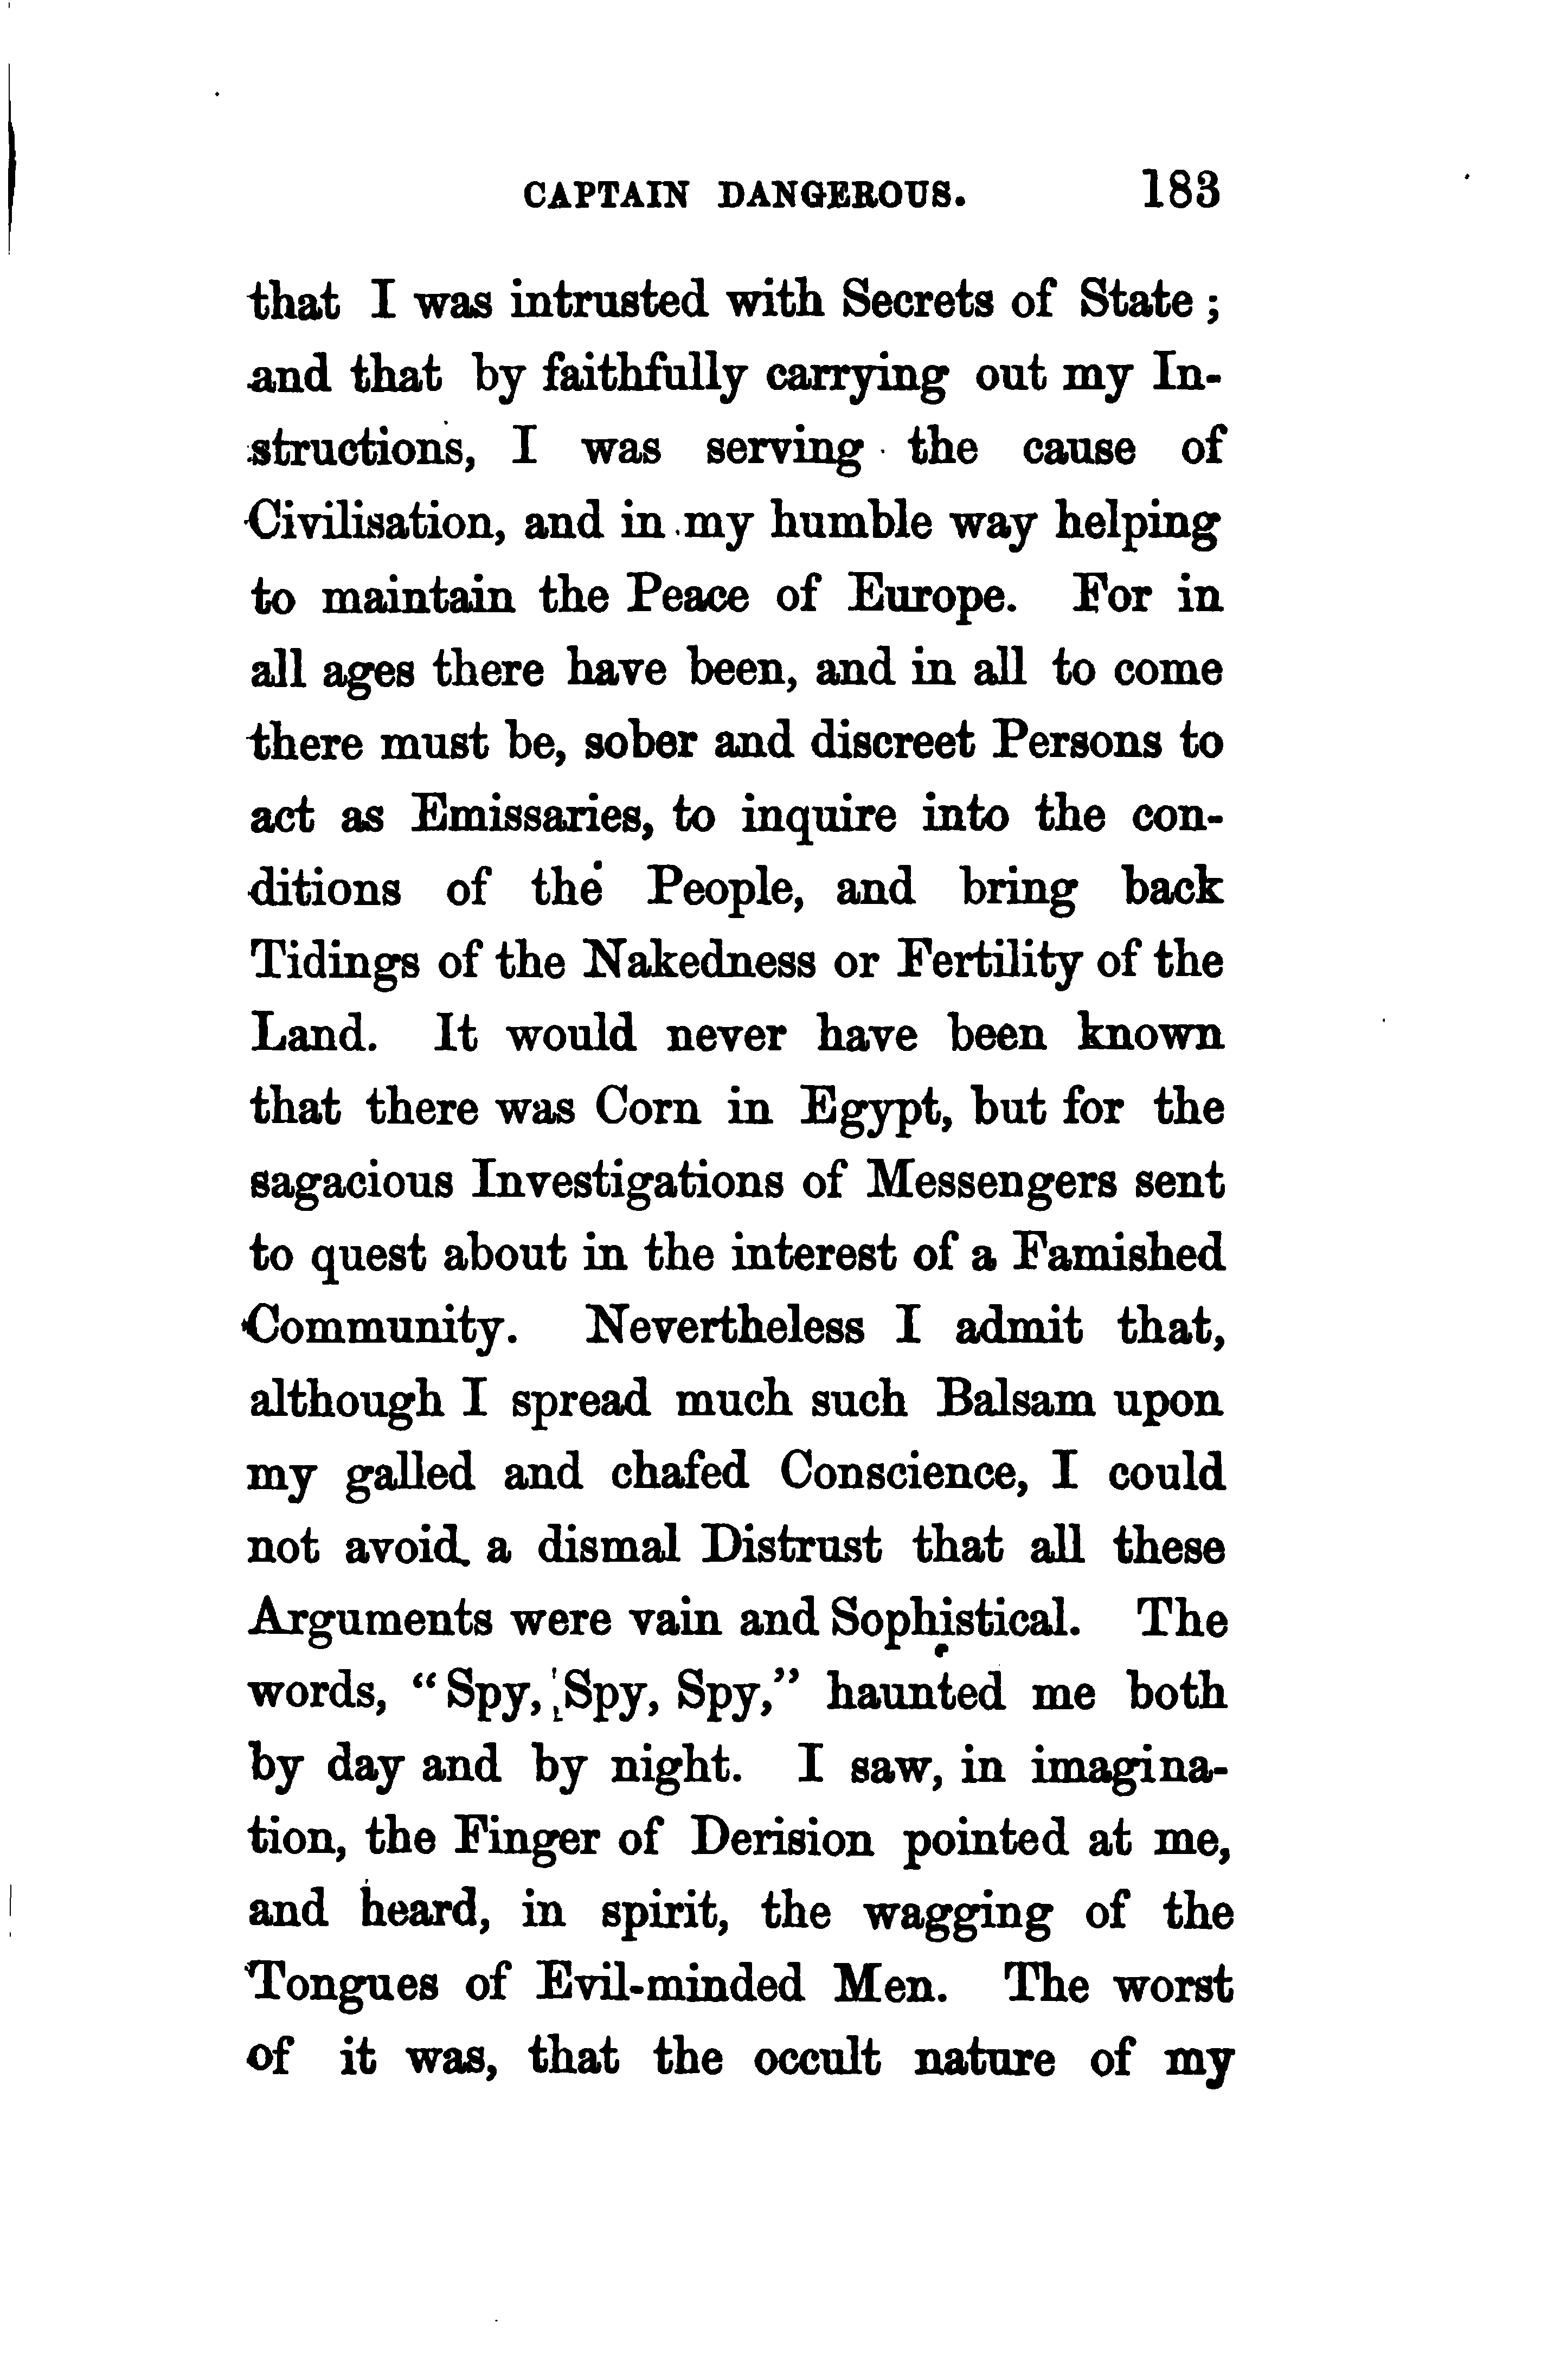 CAPTAIN DANGEROUS. 183
that I was intrusted with Secrets of State;
and that by faithfully carrying out my In-
structions, I was serving the cause of
Civilisation, and in my humble way helping
to maintain the Peace of Europe. For in
all ages there have been, and in all to come
there must be, sober and discreet Persons to
act as Emissaries, to inquire into the con-
ditions of the People, and bring back
Tidings of the Nakedness or Fertility of the
Land. It would never have been known
that there was Corn in Egypt, but for the
sagacious Investigations of Messengers sent
to quest about in the interest of a Famished
Community. Nevertheless I admit that,
although I spread much such Balsam upon
my galled and chafed Conscience, I could
not avoid a dismal Distrust that all these
Arguments were vain and Sophistical. The
words, “Spy, Spy, Spy,” haunted me both
by day and by night. I saw, in imagina-
tion, the Finger of Derision pointed at me,
and heard, in spirit, the wagging of the
Tongues of Evil-minded Men. The worst
of it was, that the occult nature of my